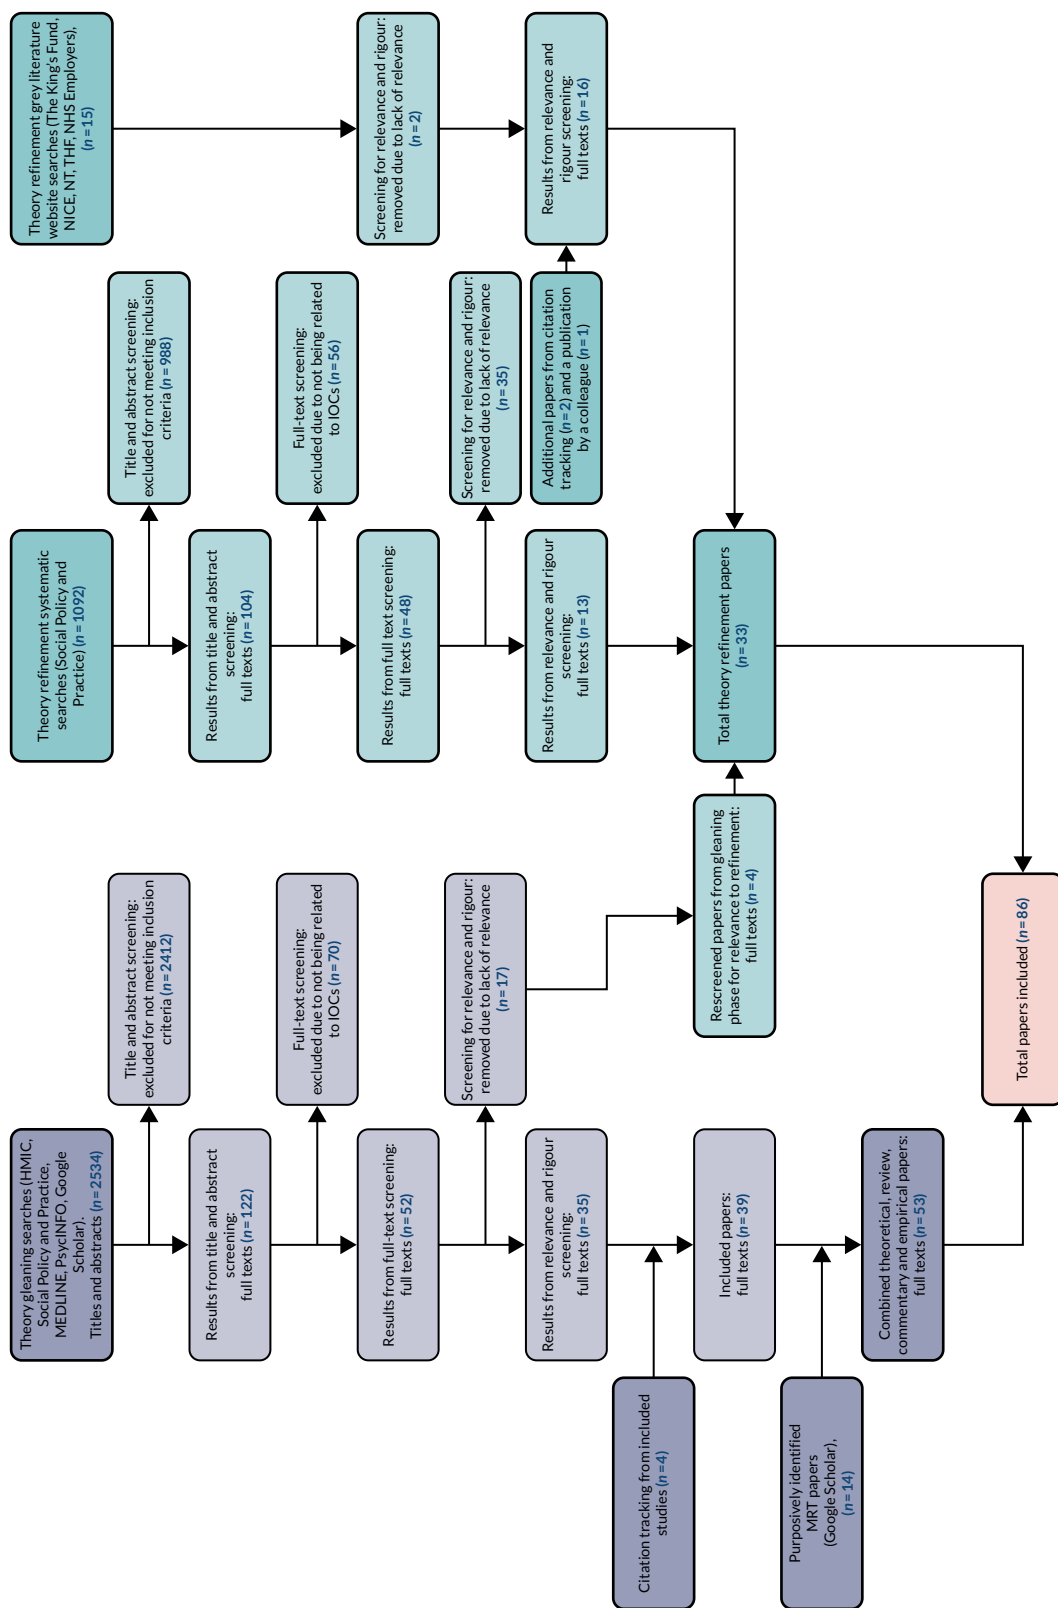 Theory gleaning searches (HMIC,
Social Policy and Practice,
MEDLINE, PsycINFO, Google
Scholar).
Titles and abstracts (n = 2534)
Title and abstract screening:
excluded for not meeting inclusion
criteria (n = 2412)
Results from title and abstract
screening:
full texts (n = 122)
Full-text screening:
excluded due to not being related
to IOCs (n = 70)
Results from full-text screening:
full texts (n = 52)
Screening for relevance and rigour:
removed due to lack of relevance
(n = 17)
Results from relevance and rigour
screening:
full texts (n = 35)
Citation tracking from included
studies (n = 4)
Included papers:
full texts (n = 39)
Purposively identified
MRT papers
(Google Scholar),
(n = 14)
Combined theoretical, review,
commentary and empirical papers:
full texts (n = 53)
Rescreened papers from gleaning
phase for relevance to refinement:
full texts (n = 4)
Theory refinement systematic
searches (Social Policy and
Practice) (n = 1092)
Title and abstract screening:
excluded for not meeting inclusion
criteria (n = 988)
Results from title and abstract
screening:
full texts (n = 104)
Full-text screening:
excluded due to not being related
to IOCs (n = 56)
Results from full text screening:
full texts (n = 48)
Screening for relevance and rigour:
removed due to lack of relevance
(n = 35)
Results from relevance and rigour
screening:
full texts (n = 13)
Theory refinement grey literature
website searches (The King's Fund,
NICE, NT, THF, NHS Employers),
(n = 15)
Screening for relevance and rigour:
removed due to lack of relevance
(n = 2)
Additional papers from citation
tracking (n = 2) and a publication
by a colleague (n = 1)
Results from relevance and
rigour screening:
full texts (n = 16)
Total theory refinement papers
(n = 33)
Total papers included (n = 86)